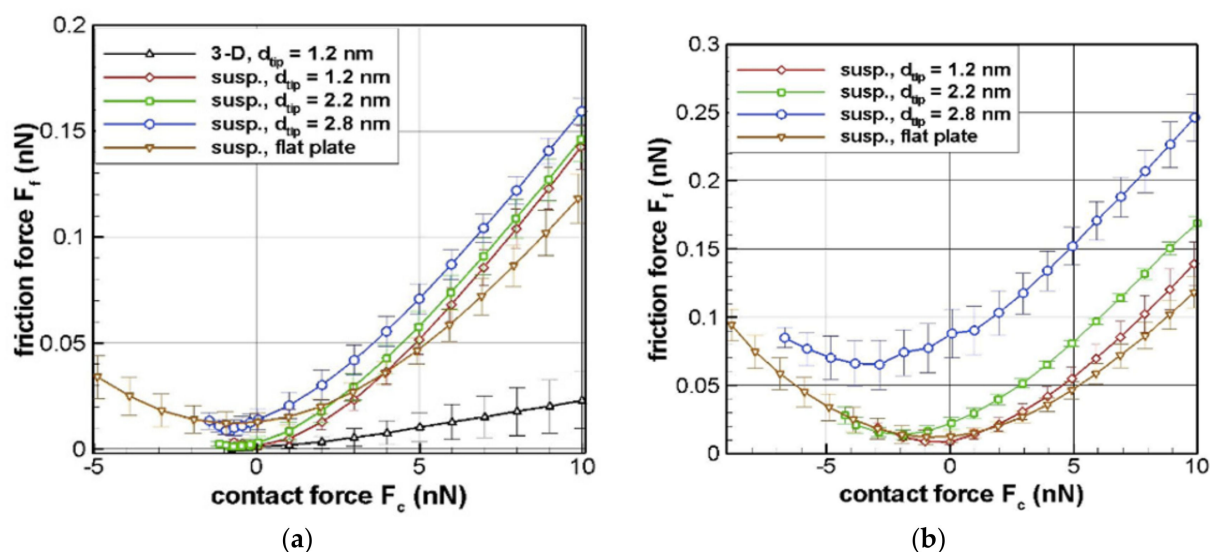 (a)
0.2
0.15
0.1
0.05
0
-5
0
5
10
friction force F_f (nN)
contact force F_c (nN)
3-D, d_tip = 1.2 nm
susp., d_tip = 1.2 nm
susp., d_tip = 2.2 nm
susp., d_tip = 2.8 nm
susp., flat plate
(b)
0.3
0.25
0.2
0.15
0.1
0.05
0
-5
0
5
10
friction force F_f (nN)
contact force F_c (nN)
susp., d_tip = 1.2 nm
susp., d_tip = 2.2 nm
susp., d_tip = 2.8 nm
susp., flat plate